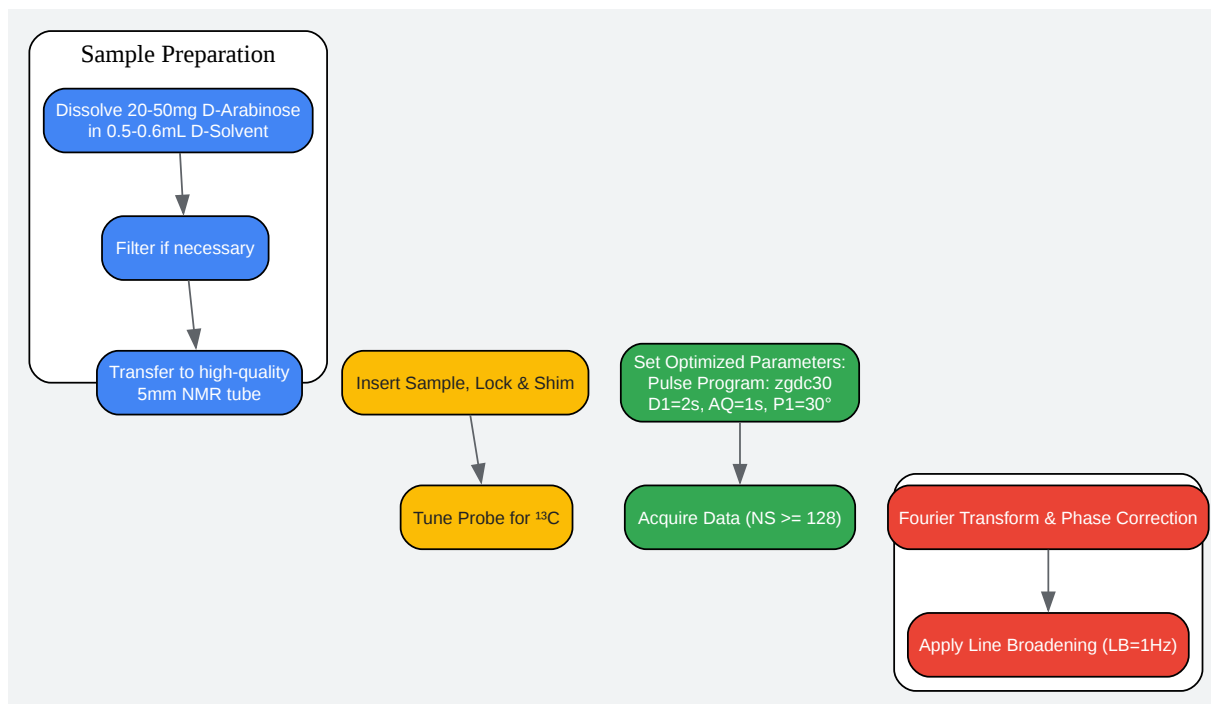 Sample Preparation
Dissolve 20-50mg D-Arabinose
in 0.5-0.6mL D-Solvent
Filter if necessary
Transfer to high-quality
5mm NMR tube
Insert Sample, Lock & Shim
Tune Probe for ¹³C
Set Optimized Parameters:
Pulse Program: zgdc30
D1=2s, AQ=1s, P1=30°
Acquire Data (NS >= 128)
Fourier Transform & Phase Correction
Apply Line Broadening (LB=1Hz)